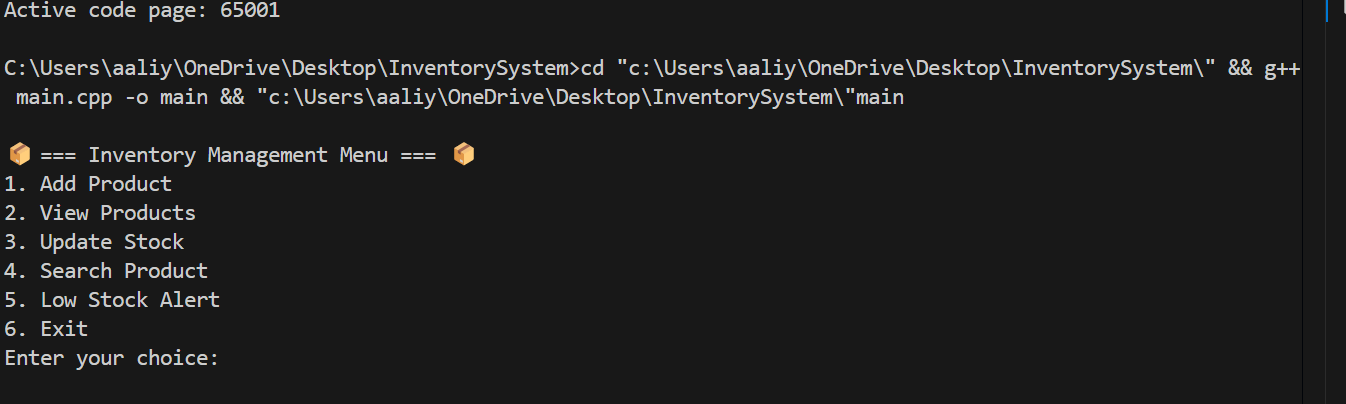 Active code page: 65001
C:\Users\aaliy\OneDrive\Desktop\InventorySystem>cd "c:\Users\aaliy\OneDrive\Desktop\InventorySystem\" && g++
main.cpp -o main && "c:\Users\aaliy\OneDrive\Desktop\InventorySystem\"main
📦 === Inventory Management Menu === 📦
1. Add Product
2. View Products
3. Update Stock
4. Search Product
5. Low Stock Alert
6. Exit
Enter your choice: